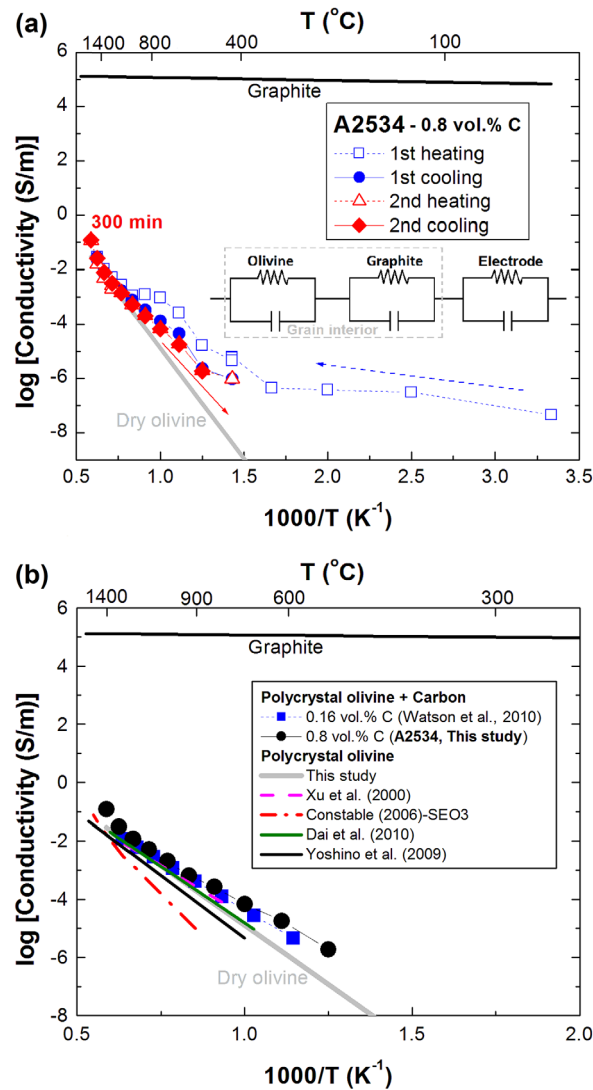 (a)
T (°C)
1400 800 400 100
6
4
2
0
-2
-4
-6
-8
log [Conductivity (S/m)]
Graphite
A2534 - 0.8 vol.% C
1st heating
1st cooling
2nd heating
2nd cooling
300 min
Olivine Graphite Electrode
Grain interior
Dry olivine
0.5 1.0 1.5 2.0 2.5 3.0 3.5
1000/T (K⁻¹)
(b)
T (°C)
1400 900 600 300
6
4
2
0
-2
-4
-6
-8
log [Conductivity (S/m)]
Graphite
Polycrystal olivine + Carbon
0.16 vol.% C (Watson et al., 2010)
0.8 vol.% C (A2534, This study)
Polycrystal olivine
This study
Xu et al. (2000)
Constable (2006)-SEO3
Dai et al. (2010)
Yoshino et al. (2009)
Dry olivine
0.5 1.0 1.5 2.0
1000/T (K⁻¹)